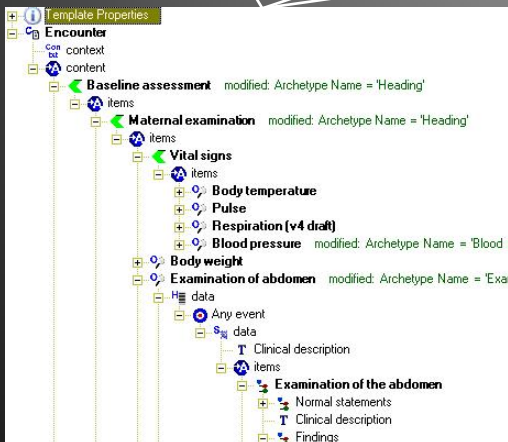 Template Properties
Encounter
context
content
Baseline assessment modified: Archetype Name = 'Heading'
items
Maternal examination modified: Archetype Name = 'Heading'
items
Vital signs
items
Body temperature
Pulse
Respiration (v4 draft)
Blood pressure modified: Archetype Name = 'Blood
Body weight
Examination of abdomen modified: Archetype Name = 'Exa
data
Any event
data
T Clinical description
items
Examination of the abdomen
Normal statements
T Clinical description
Findings